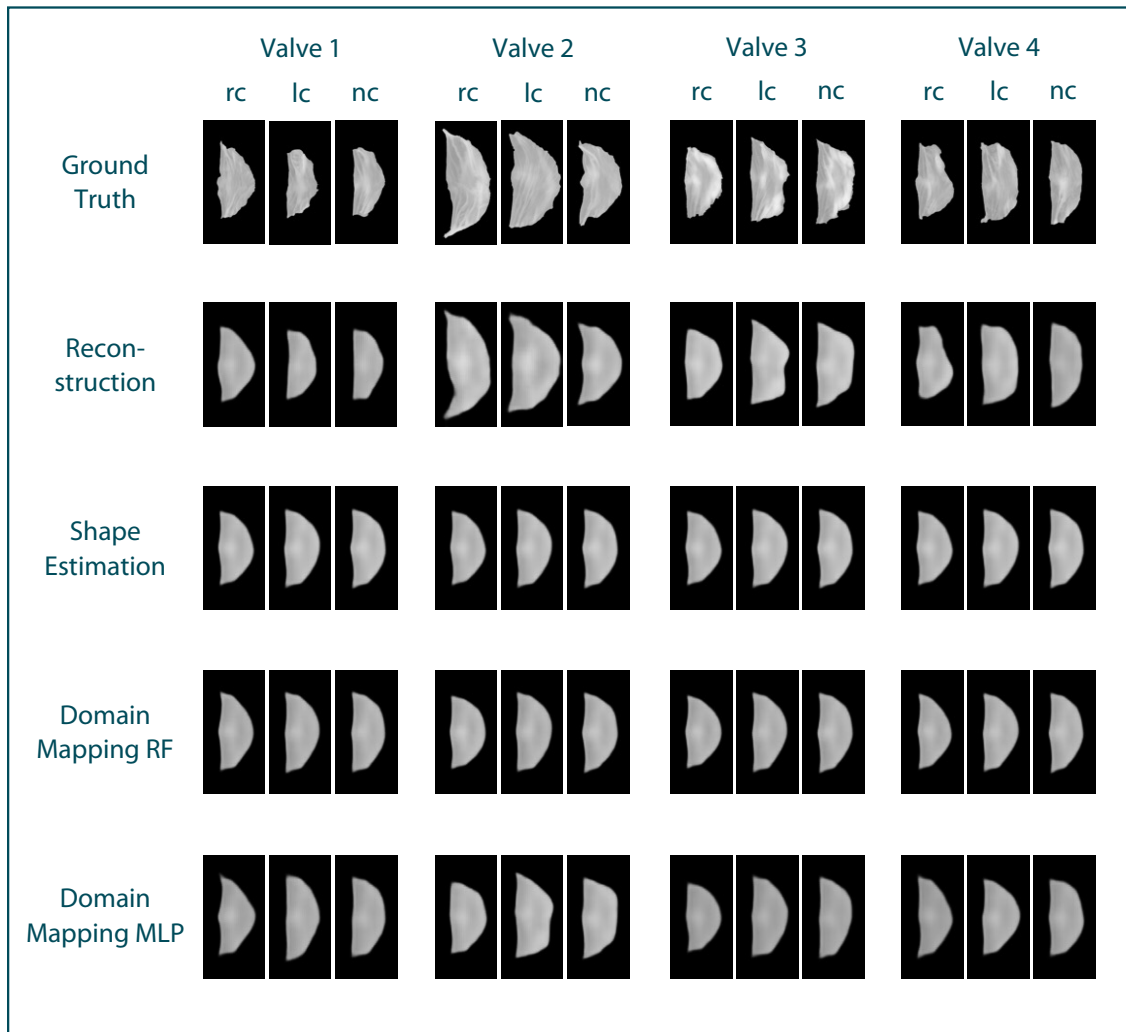 Valve 1 Valve 2 Valve 3 Valve 4
rc lc nc rc lc nc rc lc nc rc lc nc
Ground
Truth
Recon-
struction
Shape
Estimation
Domain
Mapping RF
Domain
Mapping MLP